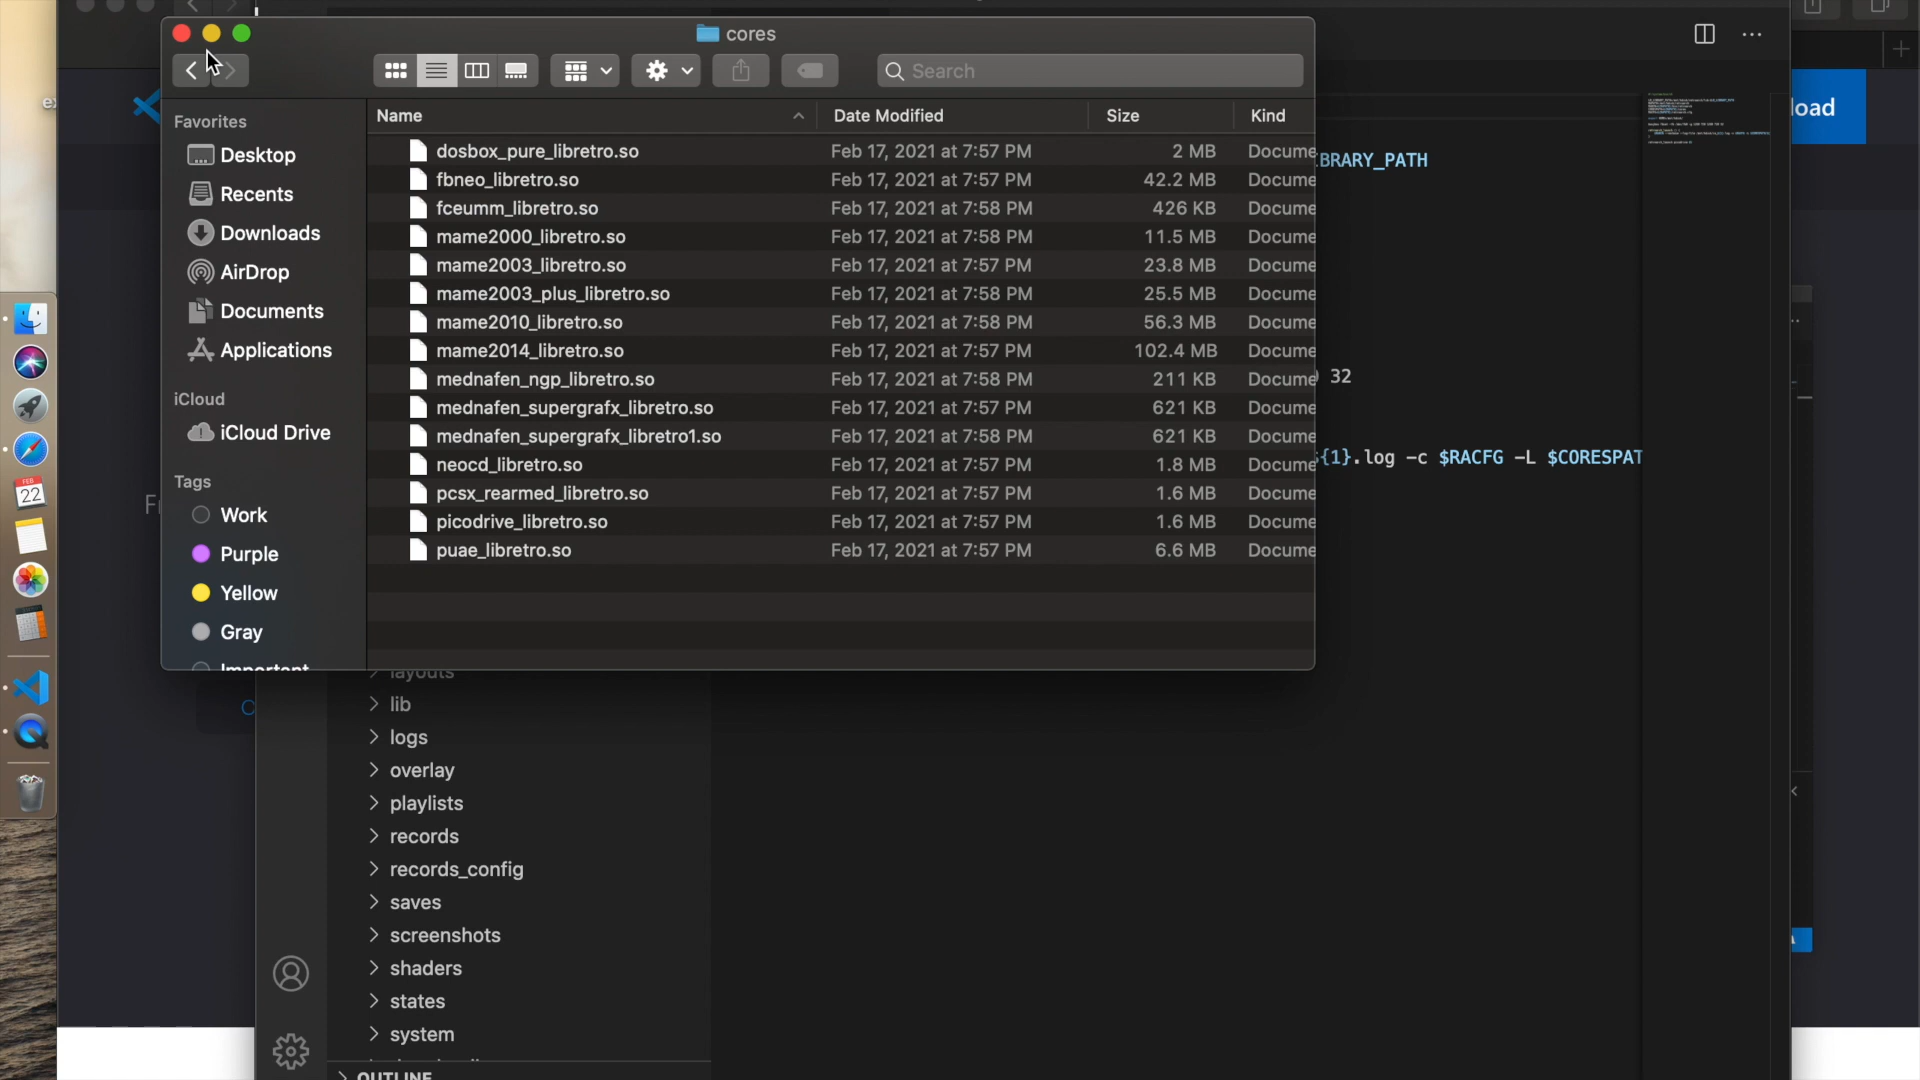 cores
Search
Favorites
Desktop
Recents
Downloads
AirDrop
Documents
Applications
iCloud
iCloud Drive
Tags
Work
Purple
Yellow
Gray
Important
Name Date Modified Size Kind
dosbox_pure_libretro.so Feb 17, 2021 at 7:57 PM 2 MB Docume
fbneo_libretro.so Feb 17, 2021 at 7:57 PM 42.2 MB Docume
fceumm_libretro.so Feb 17, 2021 at 7:58 PM 426 KB Docume
mame2000_libretro.so Feb 17, 2021 at 7:58 PM 11.5 MB Docume
mame2003_libretro.so Feb 17, 2021 at 7:57 PM 23.8 MB Docume
mame2003_plus_libretro.so Feb 17, 2021 at 7:58 PM 25.5 MB Docume
mame2010_libretro.so Feb 17, 2021 at 7:58 PM 56.3 MB Docume
mame2014_libretro.so Feb 17, 2021 at 7:57 PM 102.4 MB Docume
mednafen_ngp_libretro.so Feb 17, 2021 at 7:58 PM 211 KB Docume
mednafen_supergrafx_libretro.so Feb 17, 2021 at 7:57 PM 621 KB Docume
mednafen_supergrafx_libretro1.so Feb 17, 2021 at 7:58 PM 621 KB Docume
neocd_libretro.so Feb 17, 2021 at 7:57 PM 1.8 MB Docume
pcsx_rearmed_libretro.so Feb 17, 2021 at 7:57 PM 1.6 MB Docume
picodrive_libretro.so Feb 17, 2021 at 7:57 PM 1.6 MB Docume
puae_libretro.so Feb 17, 2021 at 7:57 PM 6.6 MB Docume
BRARY_PATH
) 32
{1}.log -c $RACFG -L $CORESPAT
oad
FEB
22
layouts
lib
logs
overlay
playlists
records
records_config
saves
screenshots
shaders
states
system
OUTLINE